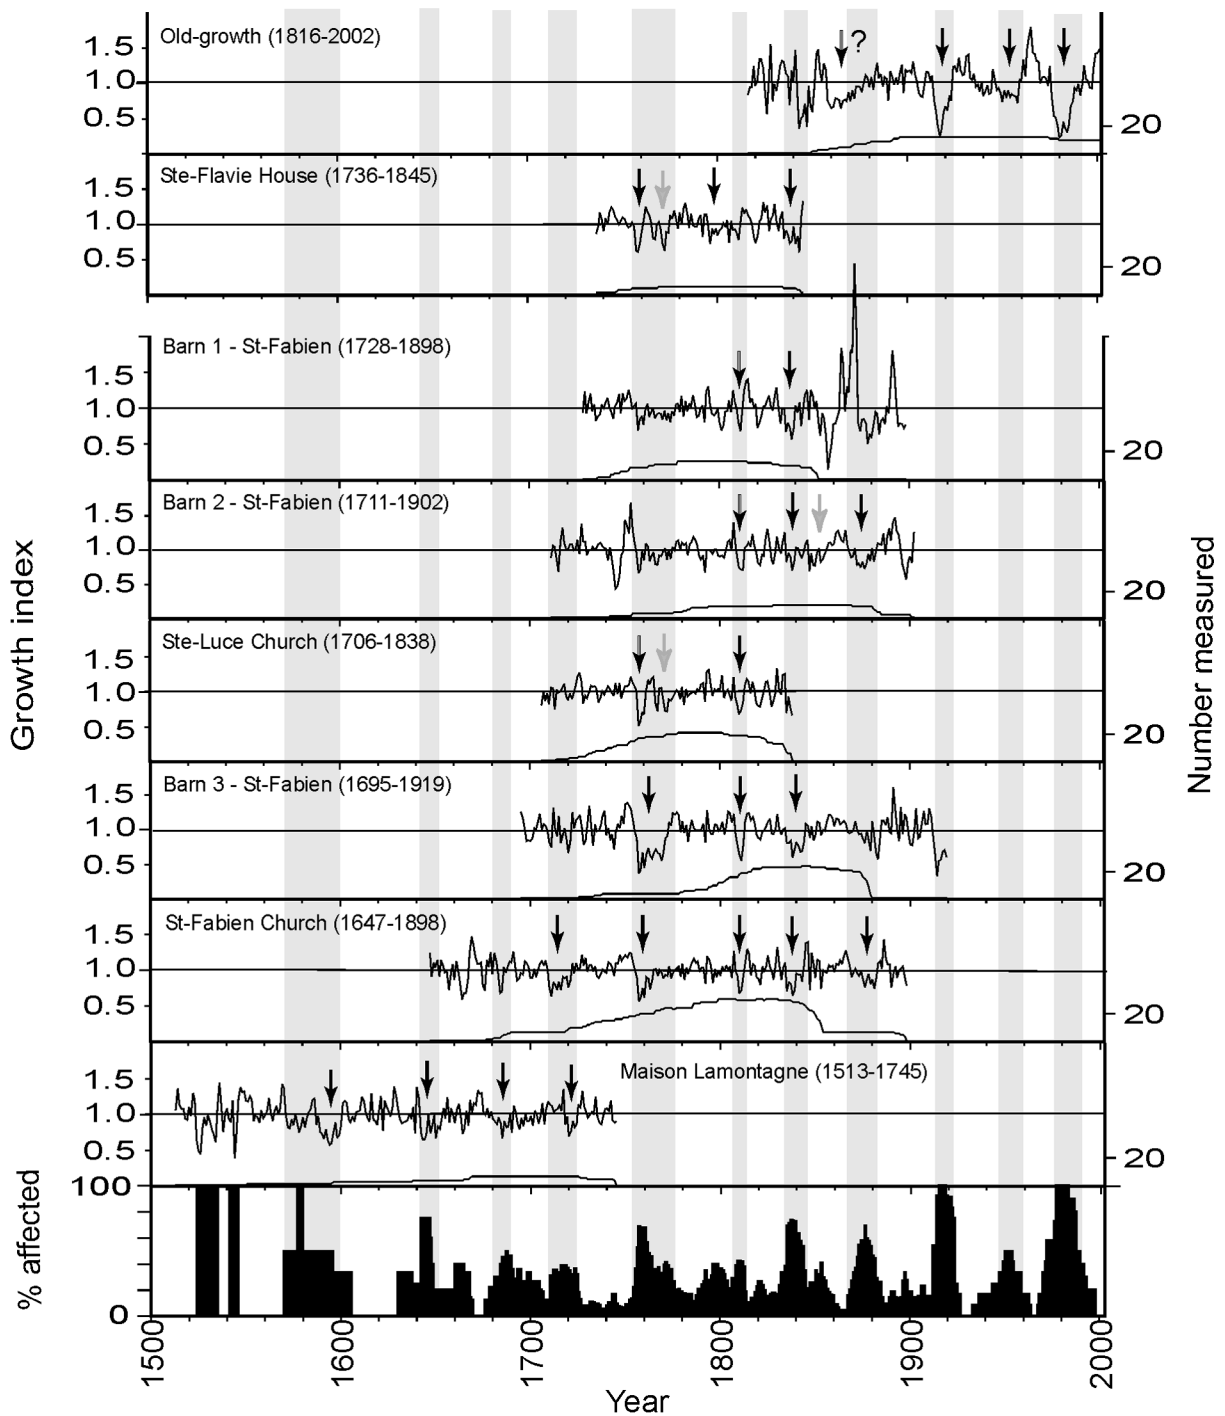 Old-growth (1816-2002)
?
1.5
1.0
0.5
20
Ste-Flavie House (1736-1845)
1.5
1.0
0.5
20
Barn 1 - St-Fabien (1728-1898)
1.5
1.0
0.5
20
Barn 2 - St-Fabien (1711-1902)
1.5
1.0
0.5
20
Ste-Luce Church (1706-1838)
1.5
1.0
0.5
20
Barn 3 - St-Fabien (1695-1919)
1.5
1.0
0.5
20
St-Fabien Church (1647-1898)
1.5
1.0
0.5
20
Maison Lamontagne (1513-1745)
1.5
1.0
0.5
20
Growth index
Number measured
% affected
100
0
1500 1600 1700 1800 1900 2000
Year